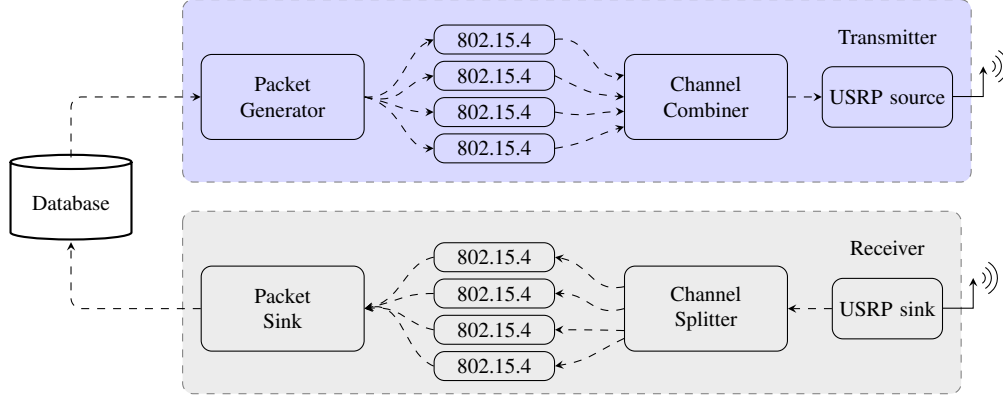 Transmitter
Packet
Generator
802.15.4
802.15.4
802.15.4
802.15.4
Channel
Combiner
USRP source
Database
Receiver
Packet
Sink
802.15.4
802.15.4
802.15.4
802.15.4
Channel
Splitter
USRP sink